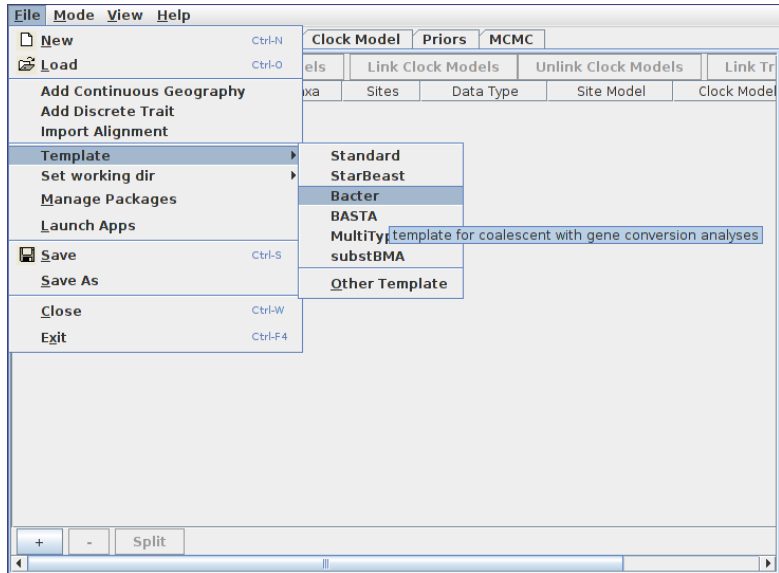 File Mode View Help
New Ctrl-N
Clock Model Priors MCMC
Load Ctrl-O
els Link Clock Models Unlink Clock Models Link Tr
Add Continuous Geography
xa Sites Data Type Site Model Clock Model
Add Discrete Trait
Import Alignment
Template
Standard
Set working dir
StarBeast
Manage Packages
Bacter
BASTA
Launch Apps
MultiTyp
template for coalescent with gene conversion analyses
Save Ctrl-S
substBMA
Save As
Other Template
Close Ctrl-W
Exit Ctrl-F4
+ - Split